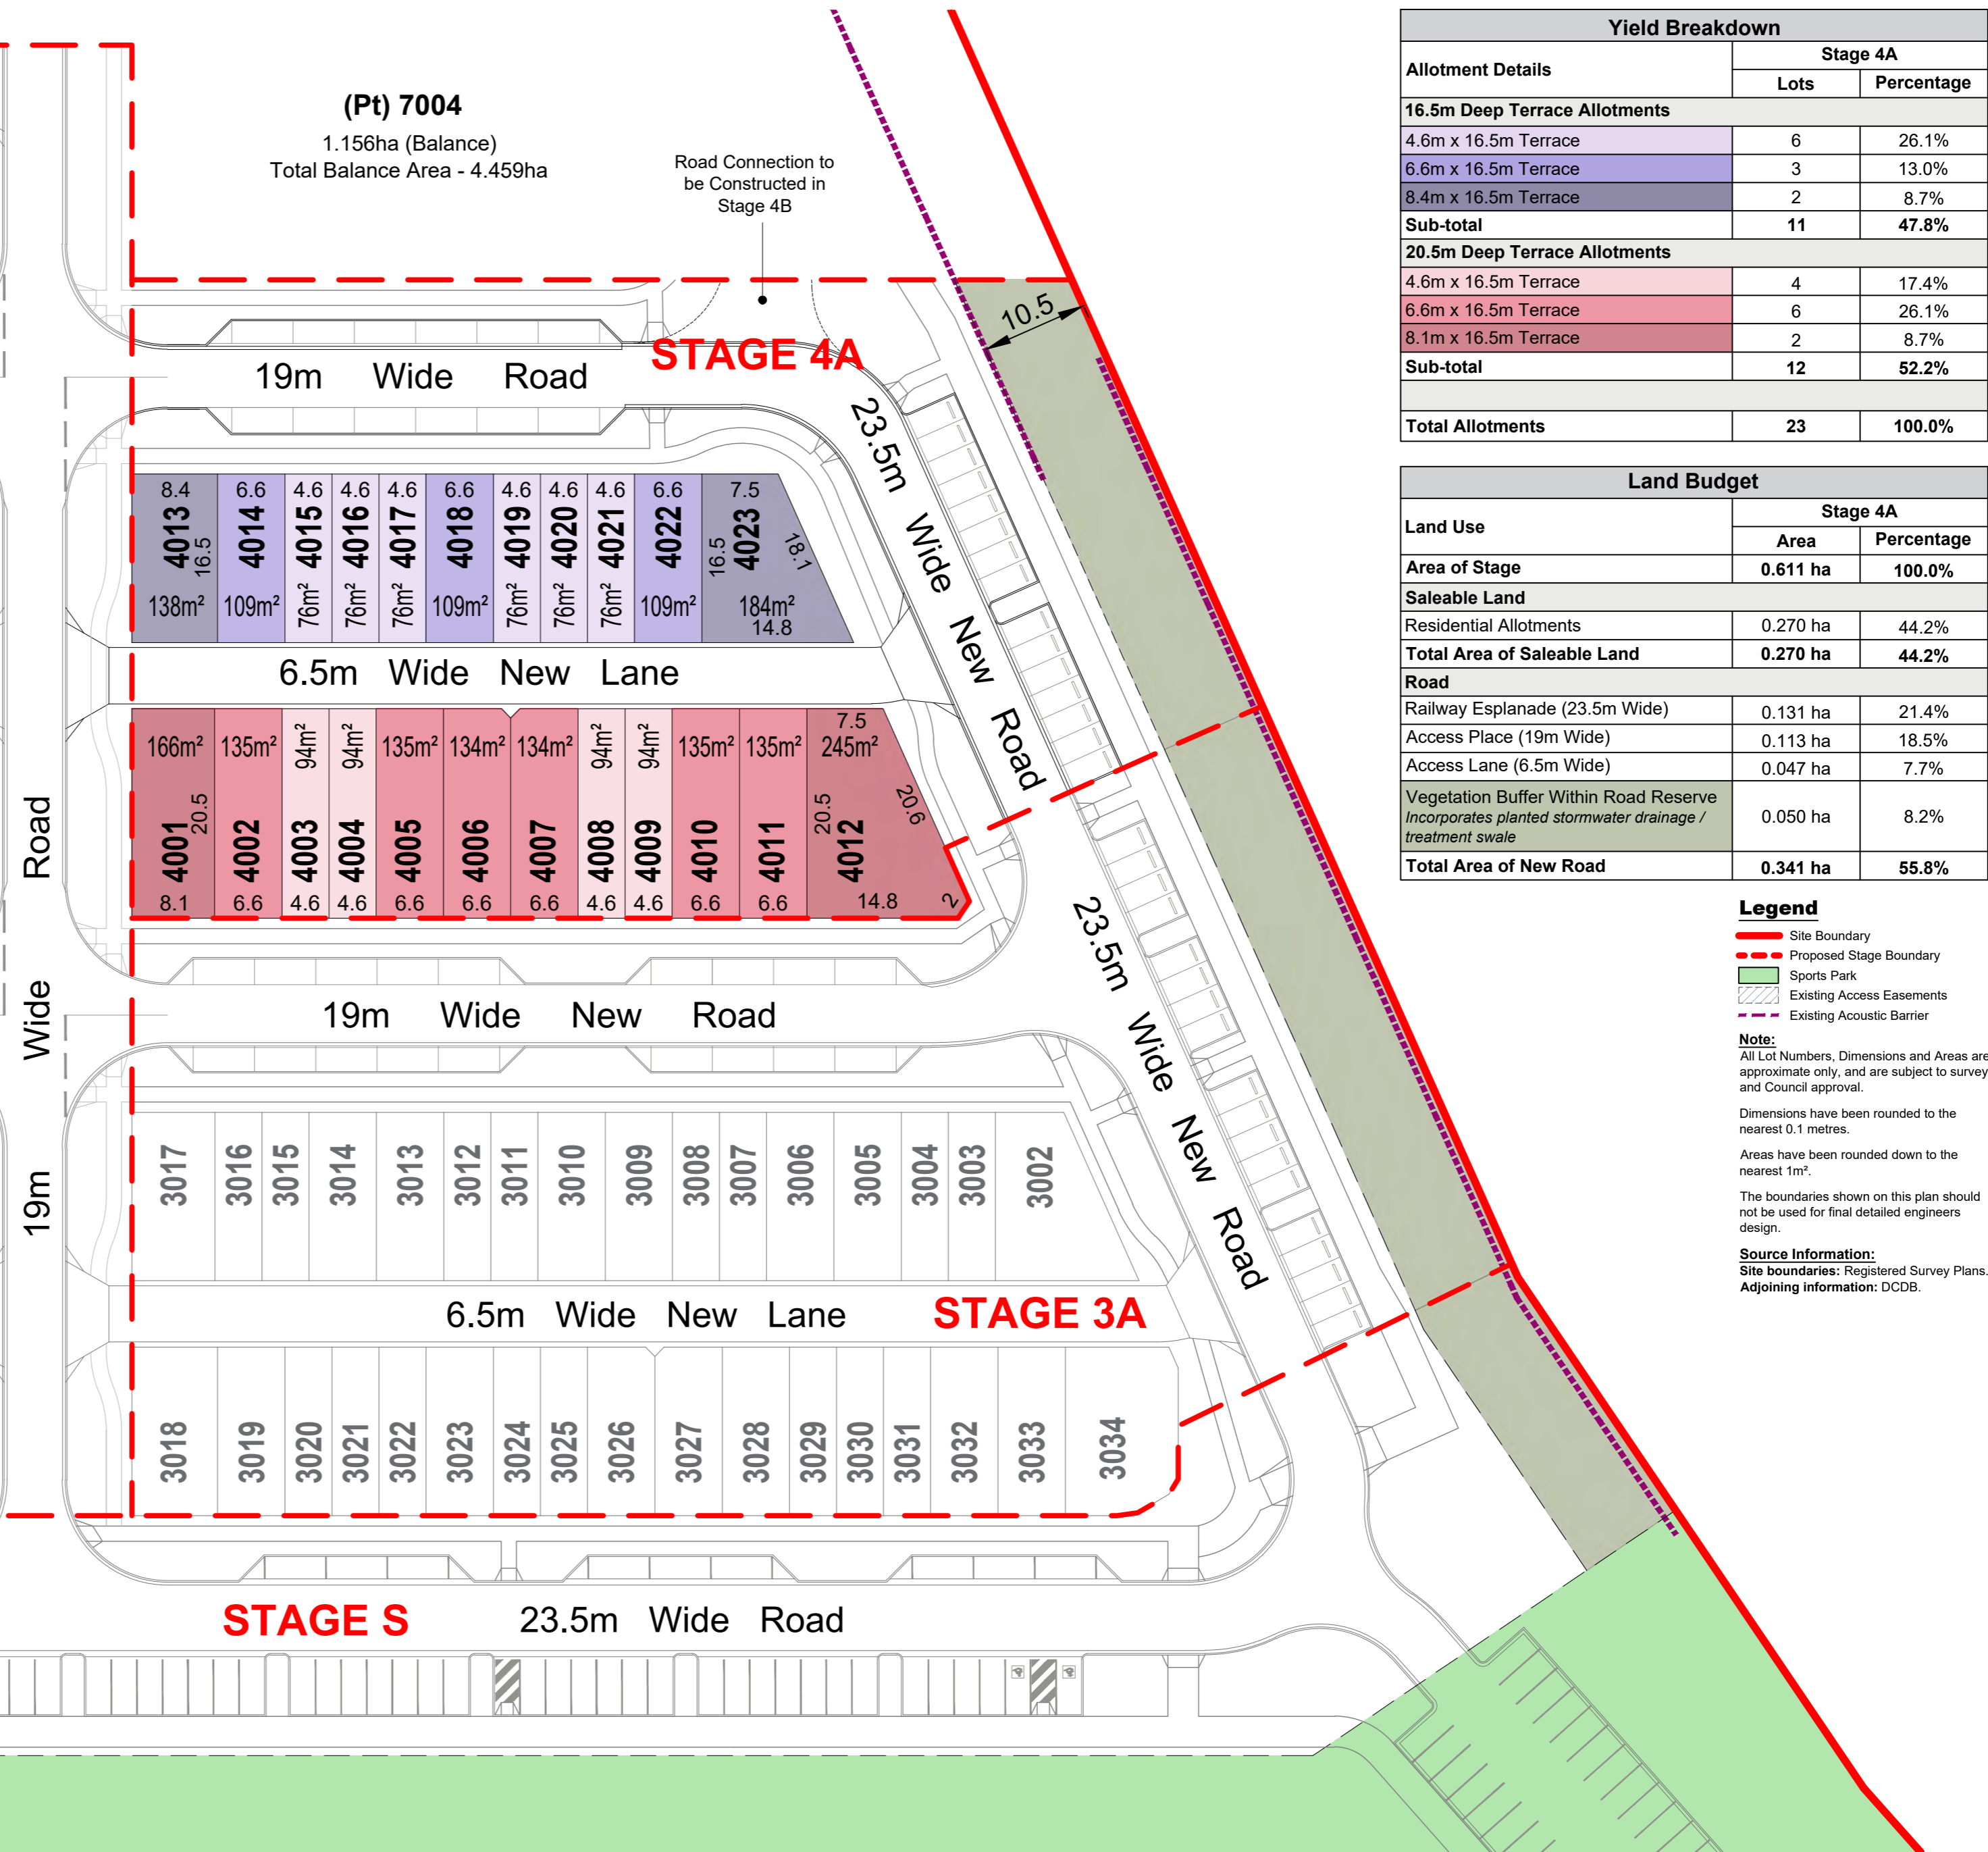 (Pt) 7004
1.156ha (Balance)
Total Balance Area - 4.459ha
Road Connection to
be Constructed in
Stage 4B
10.5
STAGE 4A
19m Wide Road
23.5m Wide New Road
8.4 6.6 4.6 4.6 4.6 6.6 4.6 4.6 4.6 6.6 7.5
4013 4014 4015 4016 4017 4018 4019 4020 4021 4022 4023
16.5 16.5 18.1
138m² 109m² 76m² 76m² 76m² 109m² 76m² 76m² 76m² 109m² 184m²
14.8
6.5m Wide New Lane
7.5
166m² 135m² 94m² 94m² 135m² 134m² 134m² 94m² 94m² 135m² 135m² 245m²
20.5 20.5 20.6
4001 4002 4003 4004 4005 4006 4007 4008 4009 4010 4011 4012
8.1 6.6 4.6 4.6 6.6 6.6 6.6 4.6 4.6 6.6 6.6 14.8 2
19m Wide Road
19m Wide New Road
23.5m Wide New Road
3017 3016 3015 3014 3013 3012 3011 3010 3009 3008 3007 3006 3005 3004 3003 3002
6.5m Wide New Lane
STAGE 3A
3018 3019 3020 3021 3022 3023 3024 3025 3026 3027 3028 3029 3030 3031 3032 3033 3034
STAGE S
23.5m Wide Road
Yield Breakdown
Allotment Details
Stage 4A
Lots Percentage
16.5m Deep Terrace Allotments
4.6m x 16.5m Terrace 6 26.1%
6.6m x 16.5m Terrace 3 13.0%
8.4m x 16.5m Terrace 2 8.7%
Sub-total 11 47.8%
20.5m Deep Terrace Allotments
4.6m x 16.5m Terrace 4 17.4%
6.6m x 16.5m Terrace 6 26.1%
8.1m x 16.5m Terrace 2 8.7%
Sub-total 12 52.2%
Total Allotments 23 100.0%
Land Budget
Land Use
Stage 4A
Area Percentage
Area of Stage 0.611 ha 100.0%
Saleable Land
Residential Allotments 0.270 ha 44.2%
Total Area of Saleable Land 0.270 ha 44.2%
Road
Railway Esplanade (23.5m Wide) 0.131 ha 21.4%
Access Place (19m Wide) 0.113 ha 18.5%
Access Lane (6.5m Wide) 0.047 ha 7.7%
Vegetation Buffer Within Road Reserve
Incorporates planted stormwater drainage /
treatment swale
0.050 ha 8.2%
Total Area of New Road 0.341 ha 55.8%
Legend
Site Boundary
Proposed Stage Boundary
Sports Park
Existing Access Easements
Existing Acoustic Barrier
Note:
All Lot Numbers, Dimensions and Areas are
approximate only, and are subject to survey
and Council approval.
Dimensions have been rounded to the
nearest 0.1 metres.
Areas have been rounded down to the
nearest 1m².
The boundaries shown on this plan should
not be used for final detailed engineers
design.
Source Information:
Site boundaries: Registered Survey Plans.
Adjoining information: DCDB.